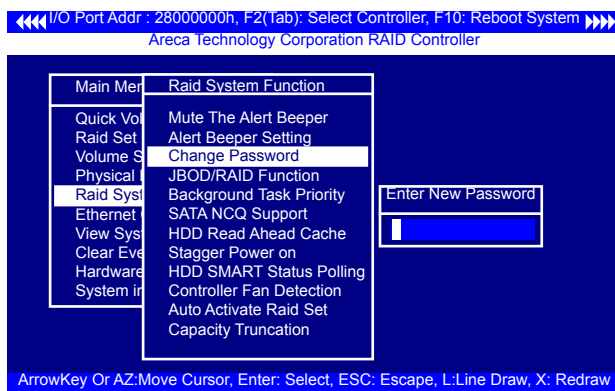 I/O Port Addr : 28000000h, F2(Tab): Select Controller, F10: Reboot System
Areca Technology Corporation RAID Controller
Main Men
Quick Vol
Raid Set
Volume S
Physical
Raid Syst
Ethernet
View Sys
Clear Eve
Hardware
System in
Raid System Function
Mute The Alert Beeper
Alert Beeper Setting
Change Password
JBOD/RAID Function
Background Task Priority
SATA NCQ Support
HDD Read Ahead Cache
Stagger Power on
HDD SMART Status Polling
Controller Fan Detection
Auto Activate Raid Set
Capacity Truncation
Enter New Password
ArrowKey Or AZ:Move Cursor, Enter: Select, ESC: Escape, L:Line Draw, X: Redraw